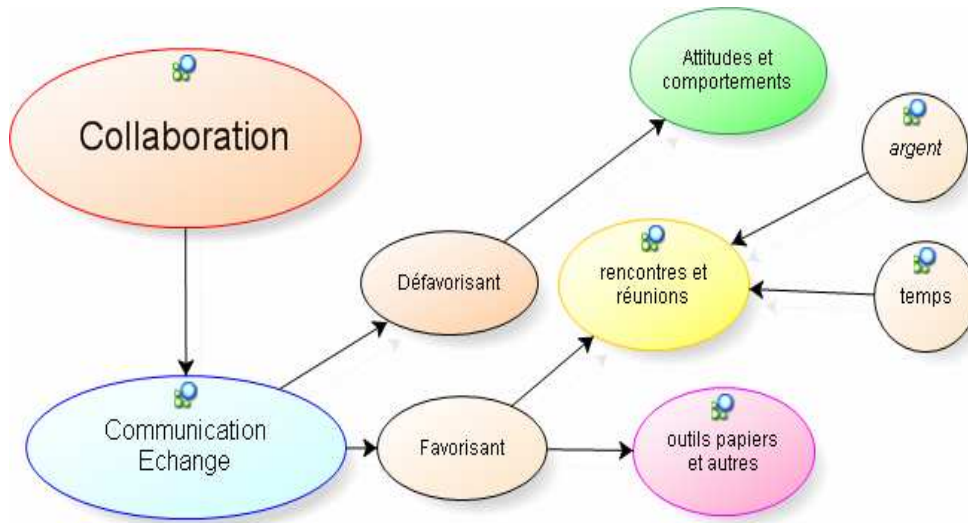 Attitudes et
comportements
Collaboration
argent
Défavorisant
rencontres et
réunions
temps
Communication
Echange
Favorisant
outils papiers
et autres